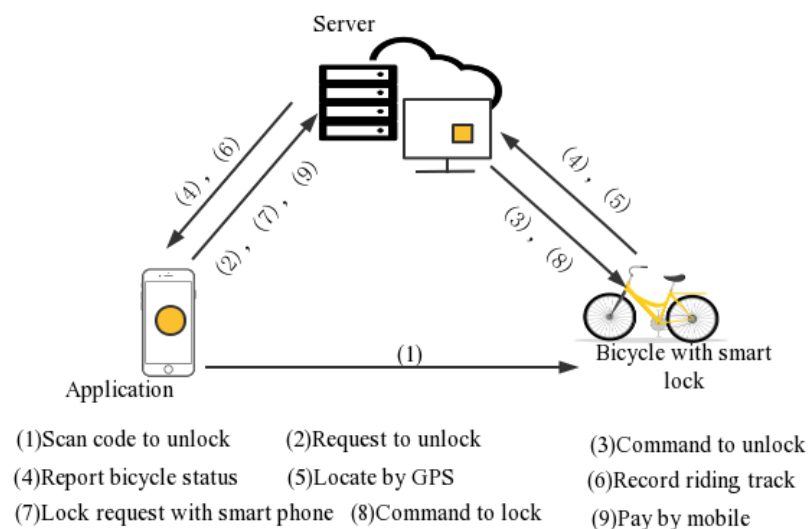 Server
(4), (6)
(2), (7), (9)
(4), (5)
(3), (8)
(1)
Application
Bicycle with smart
lock
(1)Scan code to unlock (2)Request to unlock (3)Command to unlock
(4)Report bicycle status (5)Locate by GPS (6)Record riding track
(7)Lock request with smart phone (8)Command to lock (9)Pay by mobile